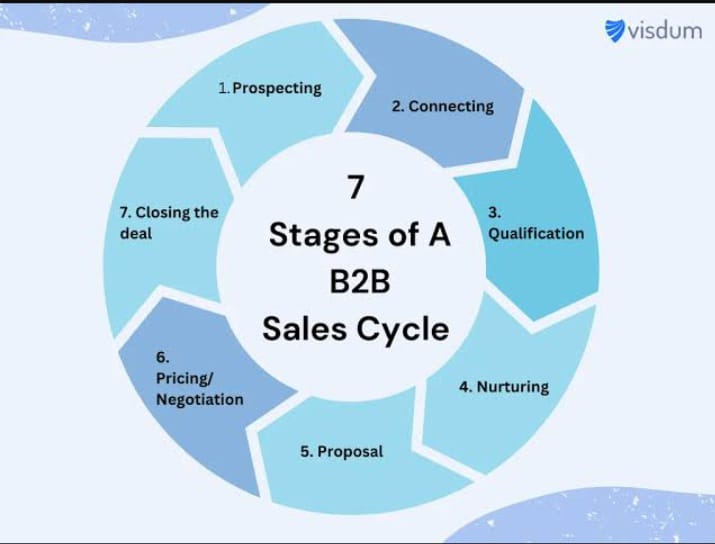 visdum
1.Prospecting
2. Connecting
3.
Qualification
4. Nurturing
5. Proposal
6.
Pricing/
Negotiation
7. Closing the
deal
7
Stages of A
B2B
Sales Cycle